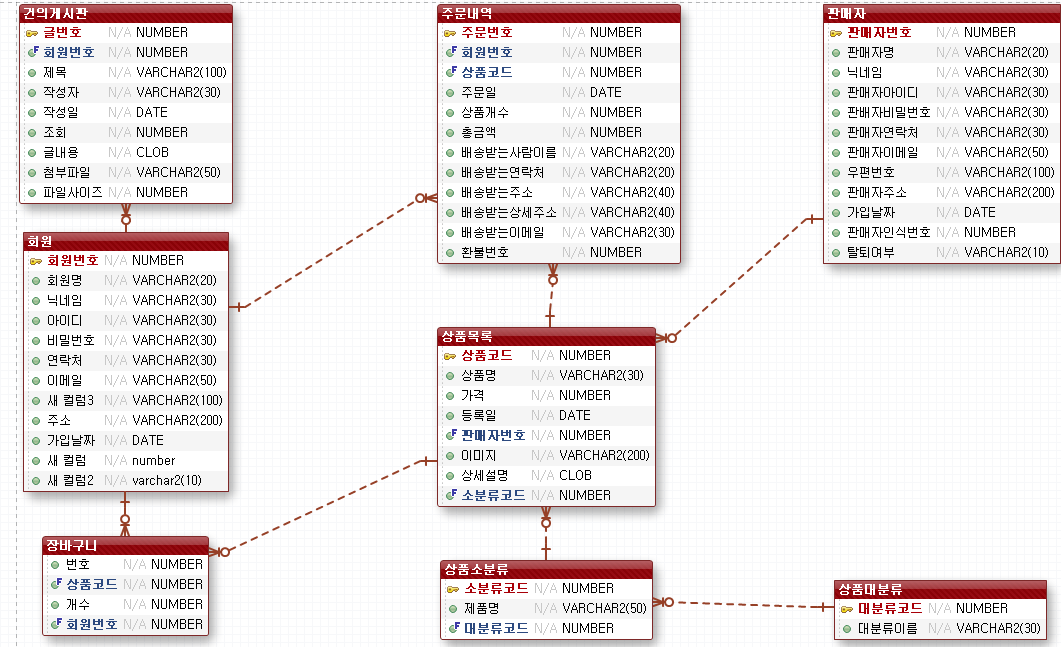 건의게시판
글번호 N/A NUMBER
회원번호 N/A NUMBER
제목 N/A VARCHAR2(100)
작성자 N/A VARCHAR2(30)
작성일 N/A DATE
조회 N/A NUMBER
글내용 N/A CLOB
첨부파일 N/A VARCHAR2(50)
파일사이즈 N/A NUMBER
회원
회원번호 N/A NUMBER
회원명 N/A VARCHAR2(20)
닉네임 N/A VARCHAR2(30)
아이디 N/A VARCHAR2(30)
비밀번호 N/A VARCHAR2(30)
연락처 N/A VARCHAR2(30)
이메일 N/A VARCHAR2(50)
새 컬럼3 N/A VARCHAR2(100)
주소 N/A VARCHAR2(200)
가입날짜 N/A DATE
새 컬럼 N/A number
새 컬럼2 N/A varchar2(10)
장바구니
번호 N/A NUMBER
상품코드 N/A NUMBER
개수 N/A NUMBER
회원번호 N/A NUMBER
주문내역
주문번호 N/A NUMBER
회원번호 N/A NUMBER
상품코드 N/A NUMBER
주문일 N/A DATE
상품개수 N/A NUMBER
총금액 N/A NUMBER
배송받는사람이름 N/A VARCHAR2(20)
배송받는연락처 N/A VARCHAR2(20)
배송받는주소 N/A VARCHAR2(40)
배송받는상세주소 N/A VARCHAR2(40)
배송받는이메일 N/A VARCHAR2(30)
환불번호 N/A NUMBER
상품목록
상품코드 N/A NUMBER
상품명 N/A VARCHAR2(30)
가격 N/A NUMBER
등록일 N/A DATE
판매자번호 N/A NUMBER
이미지 N/A VARCHAR2(200)
상세설명 N/A CLOB
소분류코드 N/A NUMBER
상품소분류
소분류코드 N/A NUMBER
제품명 N/A VARCHAR2(50)
대분류코드 N/A NUMBER
판매자
판매자번호 N/A NUMBER
판매자명 N/A VARCHAR2(20)
닉네임 N/A VARCHAR2(30)
판매자아이디 N/A VARCHAR2(30)
판배자비밀번호 N/A VARCHAR2(30)
판매자연락처 N/A VARCHAR2(30)
판매자이메일 N/A VARCHAR2(50)
우편번호 N/A VARCHAR2(100)
판매자주소 N/A VARCHAR2(200)
가입날짜 N/A DATE
판매자인식번호 N/A NUMBER
탈퇴여부 N/A VARCHAR2(10)
상품대분류
대분류코드 N/A NUMBER
대분류이름 N/A VARCHAR2(30)